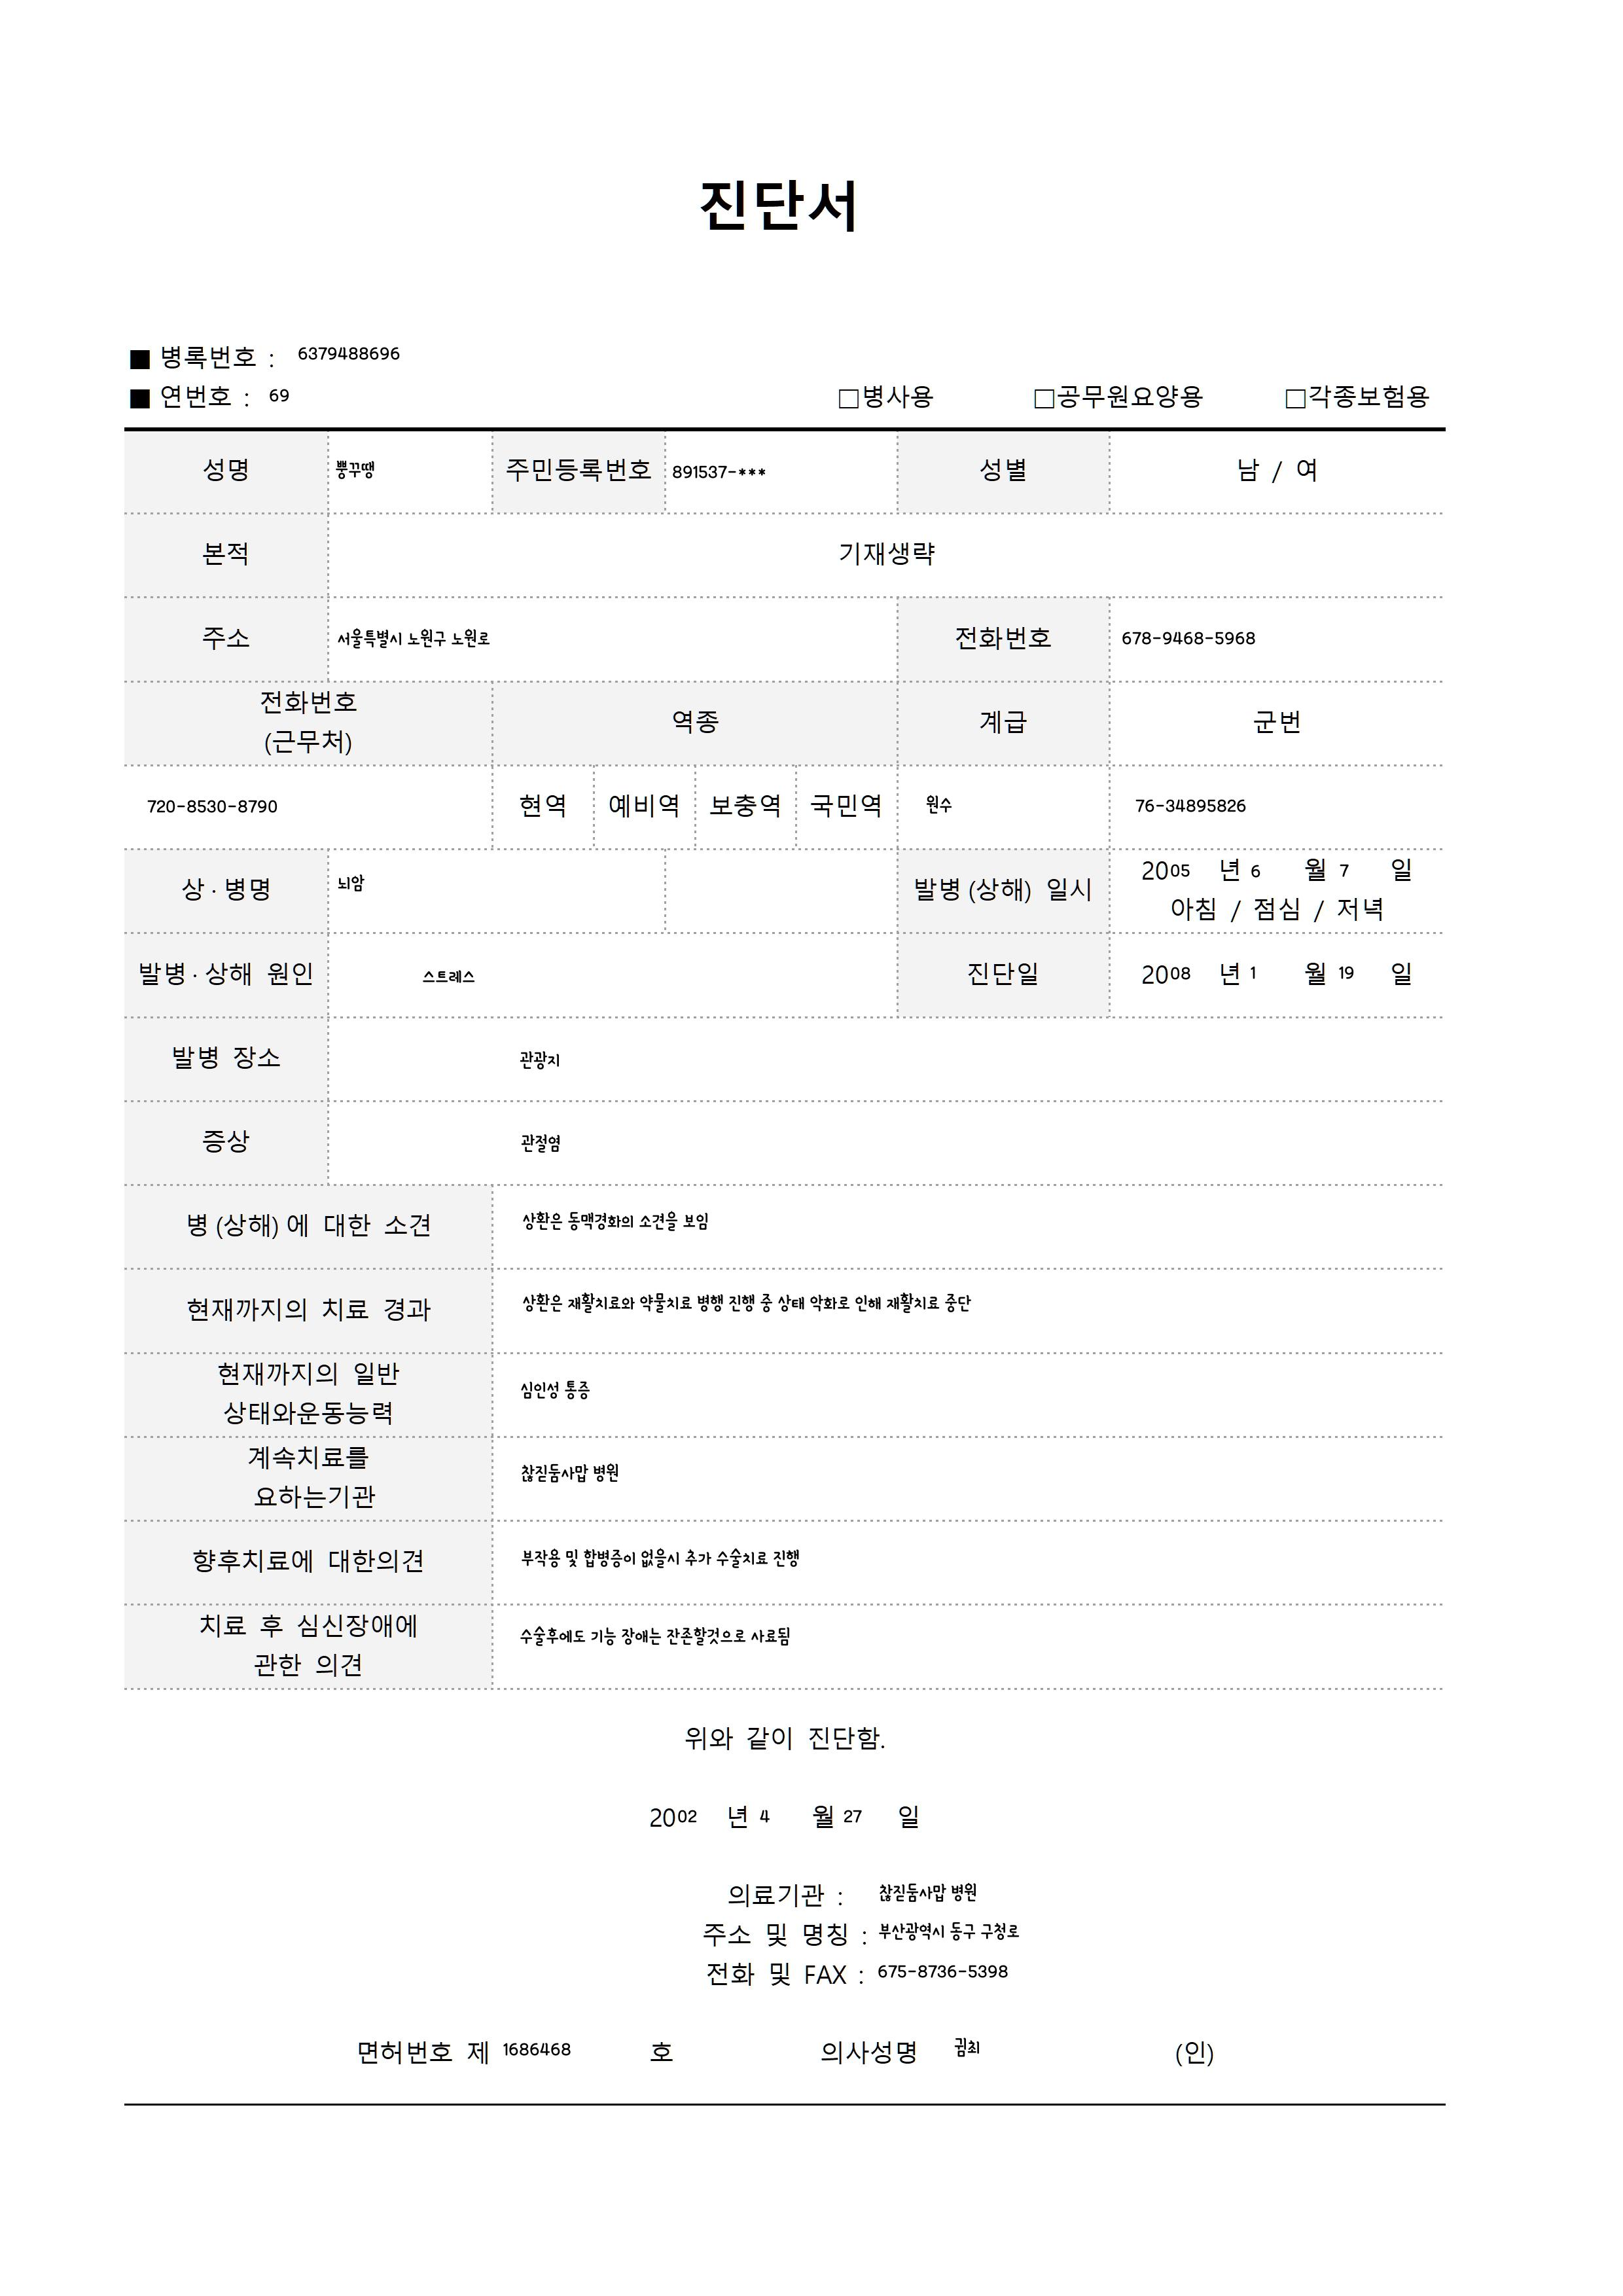 진단서
■ 병록번호 : 6379488696
■ 연번호 : 69 □병사용 □공무원요양용 □각종보험용
성명 뿡꾸땡 주민등록번호 891537-*** 성별 남 / 여
본적 기재생략
주소 서울특별시 노원구 노원로 전화번호 678-9468-5968
전화번호
(근무처) 역종 계급 군번
720-8530-8790 현역 예비역 보충역 국민역 원수 76-34895826
상·병명 뇌암 발병(상해) 일시 2005 년 6 월 7 일
아침 / 점심 / 저녁
발병·상해 원인 스트레스 진단일 2008 년 1 월 19 일
발병 장소 관광지
증상 관절염
병(상해)에 대한 소견 상환은 동맥경화의 소견을 보임
현재까지의 치료 경과 상환은 재활치료와 약물치료 병행 진행 중 상태 악화로 인해 재활치료 중단
현재까지의 일반
상태와운동능력 심인성 통증
계속치료를
요하는기관 찮짇둠사맙 병원
향후치료에 대한의견 부작용 및 합병증이 없을시 추가 수술치료 진행
치료 후 심신장애에
관한 의견 수술후에도 기능 장애는 잔존할것으로 사료됨
위와 같이 진단함.
2002 년 4 월 27 일
의료기관 : 찮짇둠사맙 병원
주소 및 명칭 : 부산광역시 동구 구청로
전화 및 FAX : 675-8736-5398
면허번호 제 1686468 호 의사성명 (인)